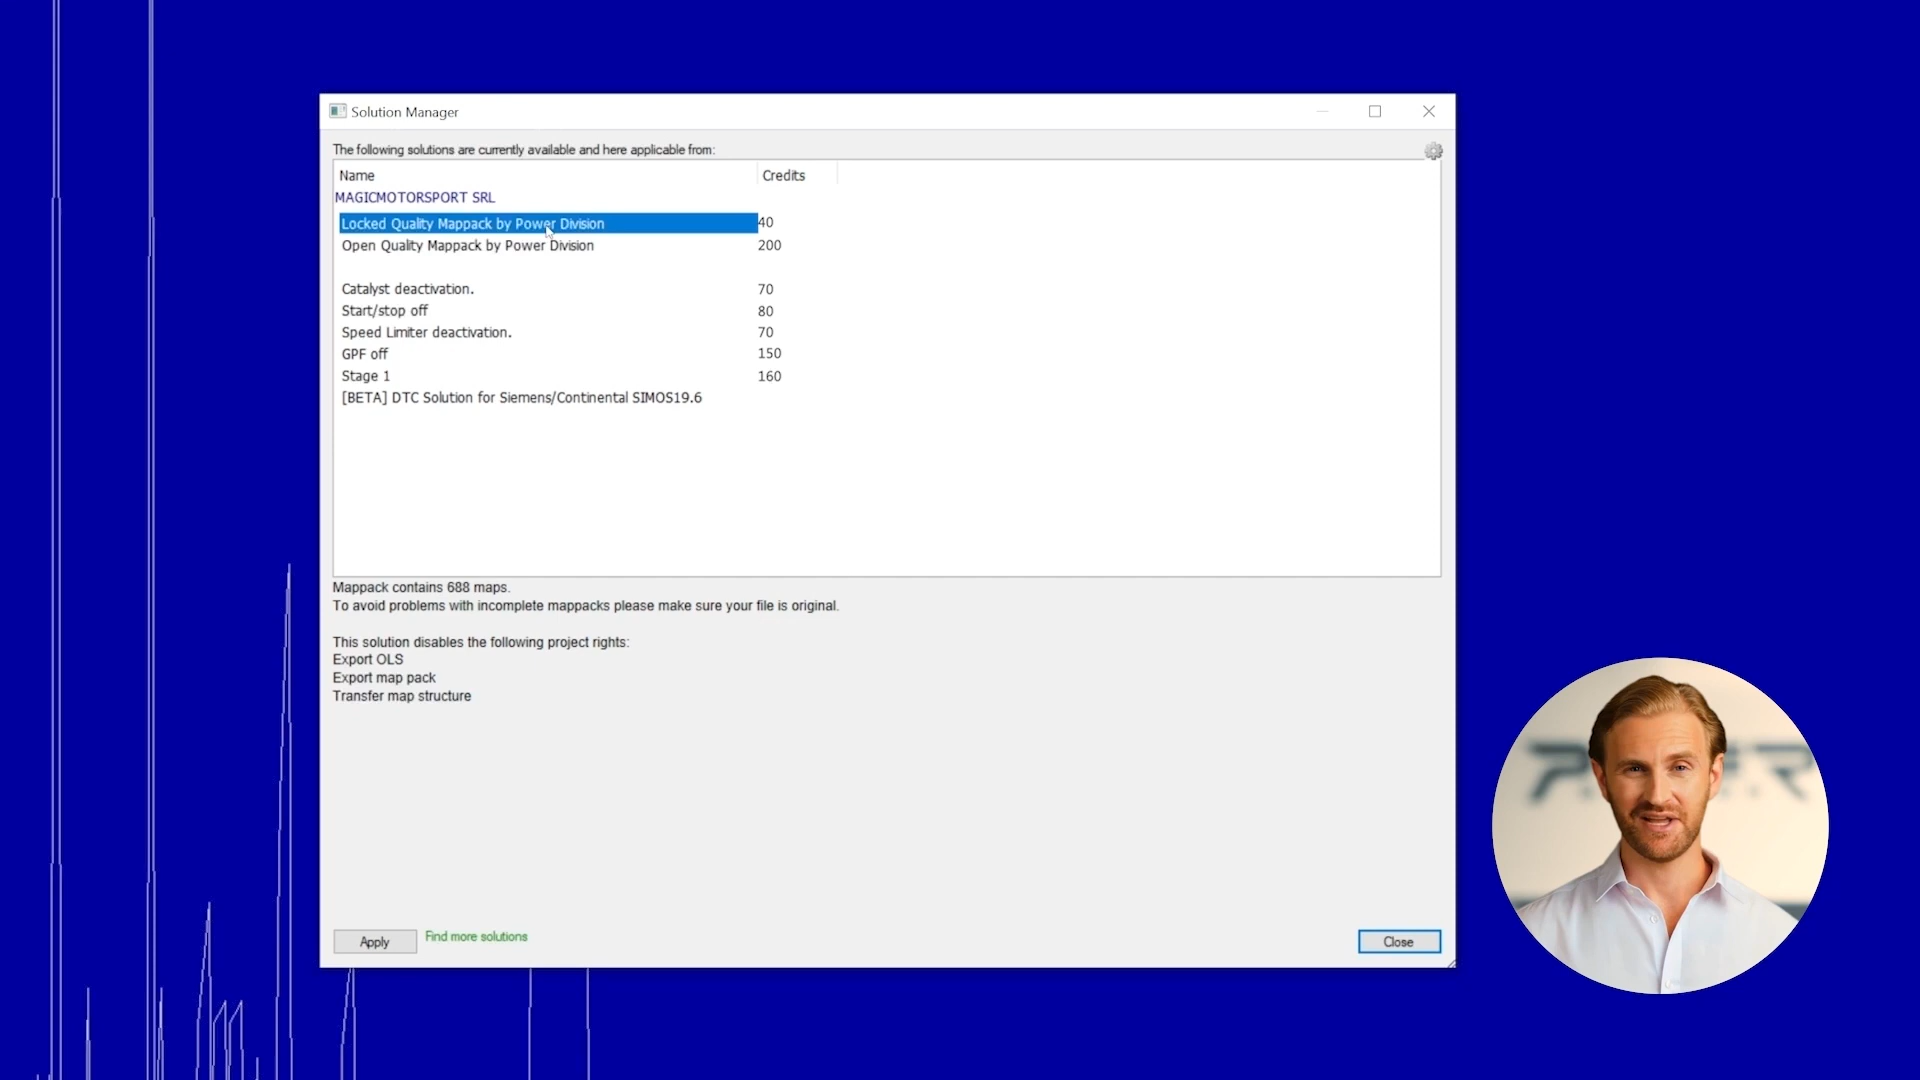 Solution Manager
The following solutions are currently available and here applicable from:
Name Credits
MAGICMOTORSPORT SRL
Locked Quality Mappack by Power Division 40
Open Quality Mappack by Power Division 200
Catalyst deactivation. 70
Start/stop off 80
Speed Limiter deactivation. 70
GPF off 150
Stage 1 160
[BETA] DTC Solution for Siemens/Continental SIMOS19.6
Mappack contains 688 maps.
To avoid problems with incomplete mappacks please make sure your file is original.
This solution disables the following project rights:
Export OLS
Export map pack
Transfer map structure
Apply Find more solutions Close